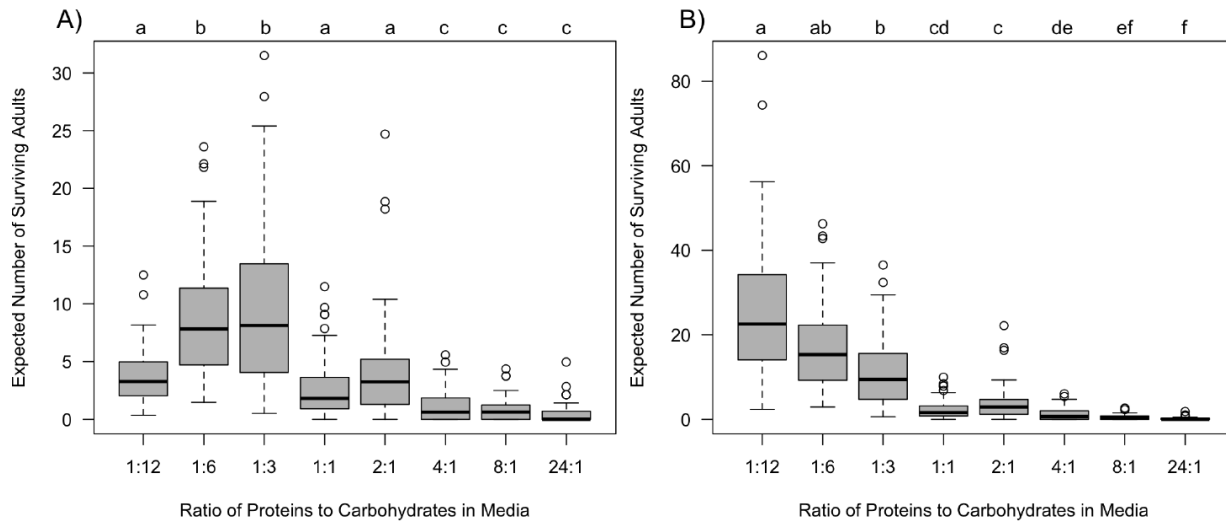 A)
a b b a a c c c
Expected Number of Surviving Adults
30
25
20
15
10
5
0
1:12 1:6 1:3 1:1 2:1 4:1 8:1 24:1
Ratio of Proteins to Carbohydrates in Media
B)
a ab b cd c de ef f
Expected Number of Surviving Adults
80
60
40
20
0
1:12 1:6 1:3 1:1 2:1 4:1 8:1 24:1
Ratio of Proteins to Carbohydrates in Media